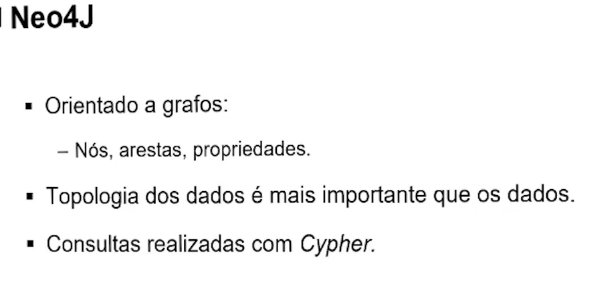 Neo4J
▪ Orientado a grafos:
– Nós, arestas, propriedades.
▪ Topologia dos dados é mais importante que os dados.
▪ Consultas realizadas com Cypher.